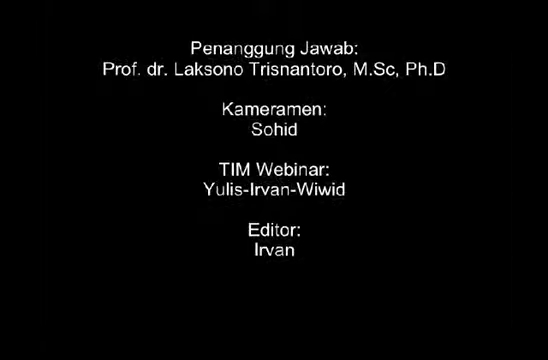 Penanggung Jawab:
Prof. dr. Laksono Trisnantoro, M.Sc, Ph.D
Kameramen:
Sohid
TIM Webinar:
Yulis-Irvan-Wiwid
Editor:
Irvan